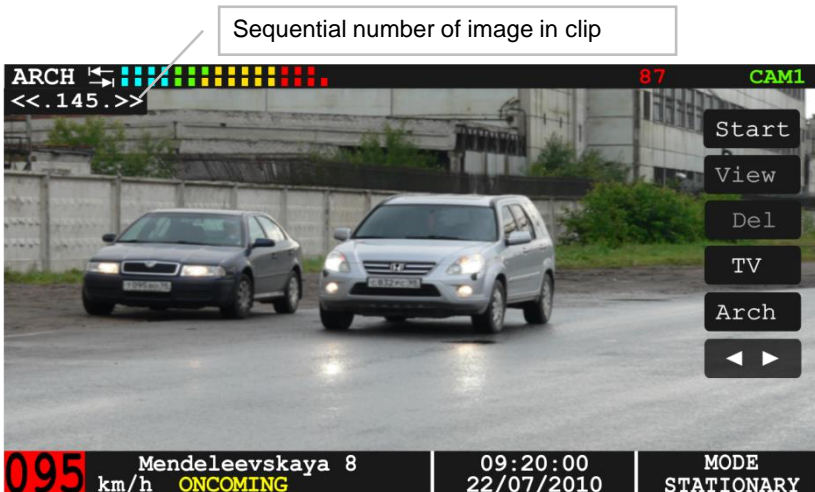 Sequential number of image in clip
ARCH 87 CAM1
<<.145.>>
Start
View
Del
TV
Arch
095 km/h
Mendeleevskaya 8
ONCOMING
09:20:00
22/07/2010
MODE
STATIONARY